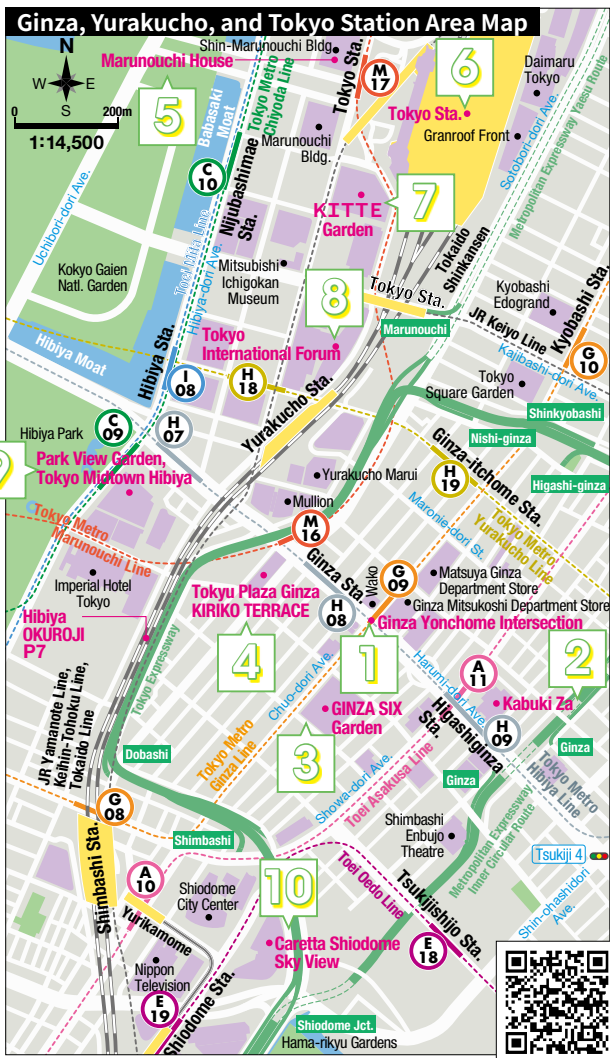 Ginza, Yurakucho, and Tokyo Station Area Map
N
W
E
S
0
200m
1:14,500
Shin-Marunouchi Bldg.
Marunouchi House
5
Babasaki
Moat
Tokyo Metro
Chiyoda Line
C
10
Nijubashimae
Sta.
Tokyo Sta.
M
17
6
Tokyo Sta.
Granroof Front
Daimaru
Tokyo
Sotobori-dori Ave.
Metropolitan Expressway Yaesu Route
Marunouchi
Bldg.
Uchibori-dori Ave.
KITTE
Garden
7
Toei Mita Line
Hibiya-dori Ave.
Kokyo Gaien
Natl. Garden
Mitsubishi
Ichigokan
Museum
8
Tokaido
Shinkansen
Tokyo Sta.
Kyobashi
Edogrand
Kyobashi Sta.
G
10
Marunouchi
JR Keiyo Line
Kajibashi-dori Ave.
Hibiya Moat
Hibiya Sta.
Tokyo
International Forum
I
08
H
18
Yurakucho Sta.
Tokyo
Square Garden
Shinkyobashi
Nishi-ginza
Higashi-ginza
C
09
H
07
Hibiya Park
Park View Garden,
Tokyo Midtown Hibiya
Yurakucho Marui
Mullion
H
19
Ginza-itchome Sta.
Maronie-dori St.
Tokyo Metro
Yurakucho Line
Tokyo Metro
Marunouchi Line
M
16
Imperial Hotel
Tokyo
Ginza Sta.
Wako
G
09
Matsuya Ginza
Department Store
Ginza Mitsukoshi Department Store
Tokyu Plaza Ginza
KIRIKO TERRACE
H
08
Ginza Yonchome Intersection
Hibiya
OKUROJI
P7
4
1
2
Tokyo Expressway
Chuo-dori Ave.
Harumi-dori Ave.
A
11
Kabuki Za
GINZA SIX
Garden
Higashiginza
Sta.
H
09
JR Yamanote Line,
Keihin-Tohoku Line,
Tokaido Line
Tokyo Metro
Ginza Line
3
Dobashi
Ginza
Ginza
Tokyo Metro
Hibiya Line
Showa-dori Ave.
Toei Asakusa Line
G
08
Shimbashi
Shimbashi Sta.
Shimbashi
Enbujo
Theatre
Metropolitan Expressway
Inner Circular Route
Tsukiji 4
A
10
Shiodome
City Center
10
Toei Oedo Line
Tsukijishijo Sta.
Shin-ohashidori
Ave.
Yurikamome
E
18
Caretta Shiodome
Sky View
Nippon
Television
E
19
Shiodome Sta.
Shiodome Jct.
Hama-rikyu Gardens